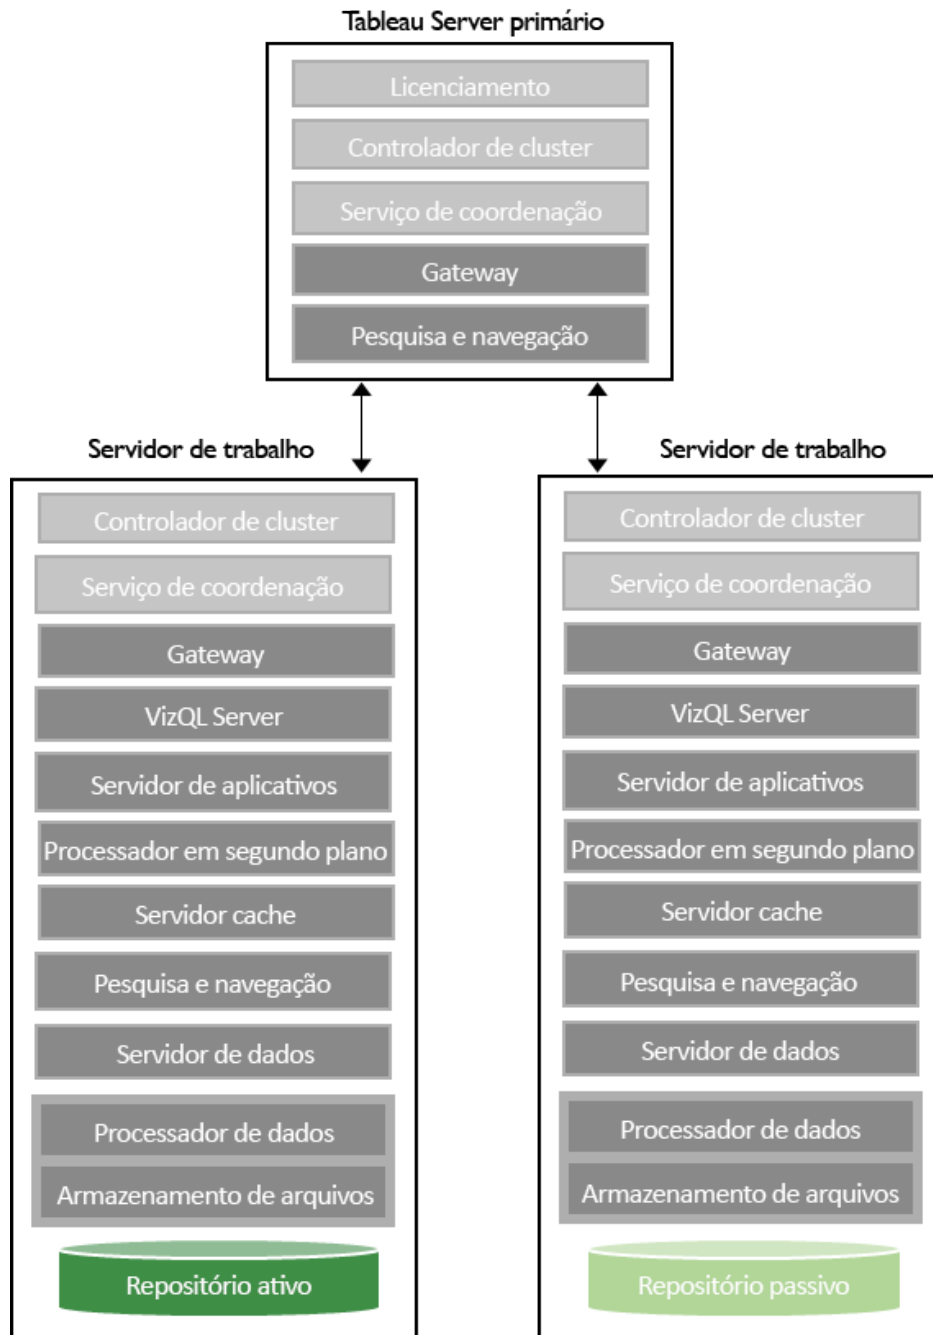 Tableau Server primário
Licenciamento
Controlador de cluster
Serviço de coordenação
Gateway
Pesquisa e navegação
Servidor de trabalho
Controlador de cluster
Serviço de coordenação
Gateway
VizQL Server
Servidor de aplicativos
Processador em segundo plano
Servidor cache
Pesquisa e navegação
Servidor de dados
Processador de dados
Armazenamento de arquivos
Repositório ativo
Servidor de trabalho
Controlador de cluster
Serviço de coordenação
Gateway
VizQL Server
Servidor de aplicativos
Processador em segundo plano
Servidor cache
Pesquisa e navegação
Servidor de dados
Processador de dados
Armazenamento de arquivos
Repositório passivo